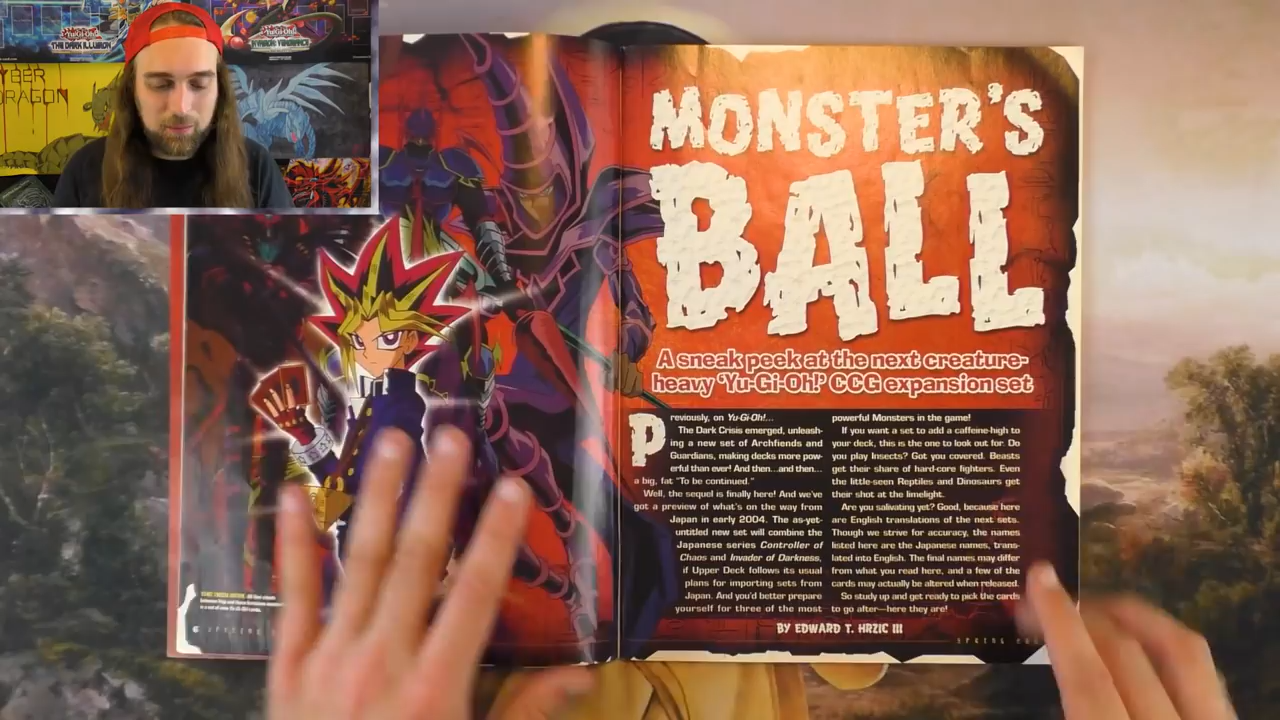 Yu-Gi-Oh!
THE DARK ILLUSION
Yu-Gi-Oh!
VENGEANCE
YBER
DRAGON
MONSTER'S
BALL
A sneak peek at the next creature-
heavy 'Yu-Gi-Oh!' CCG expansion set
Previously, on Yu-Gi-Oh!...
The Dark Crisis emerged, unleash-
ing a new set of Archfiends and
Guardians, making decks more pow-
erful than ever! And then...and then...
a big, fat "To be continued."
Well, the sequel is finally here! And we've
got a preview of what's on the way from
Japan in early 2004. The as-yet-
untitled new set will combine the
Japanese series Controller of
Chaos and Invader of Darkness,
if Upper Deck follows its usual
plans for importing sets from
Japan. And you'd better prepare
yourself for three of the most
powerful Monsters in the game!
If you want a set to add a caffeine-high to
your deck, this is the one to look out for. Do
you play Insects? Got you covered. Beasts
get their share of hard-core fighters. Even
the little-seen Reptiles and Dinosaurs get
their shot at the limelight.
Are you salivating yet? Good, because here
are English translations of the next sets.
Though we strive for accuracy, the names
listed here are the Japanese names, trans-
lated into English. The final names may differ
from what you read here, and a few of the
cards may actually be altered when released.
So study up and get ready to pick the cards
to go after—here they are!
BY EDWARD T. HRZIC III
6 SPRING
SPRING